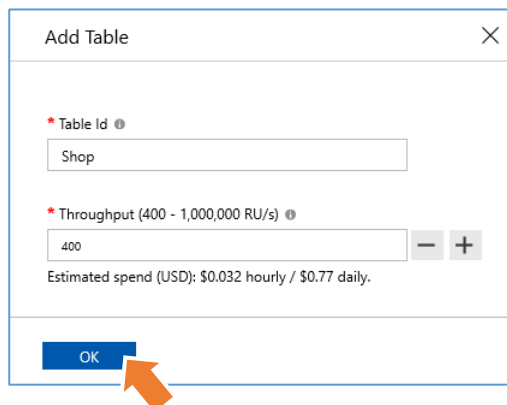 Add Table
* Table Id
Shop
* Throughput (400 - 1,000,000 RU/s)
400
Estimated spend (USD): $0.032 hourly / $0.77 daily.
OK